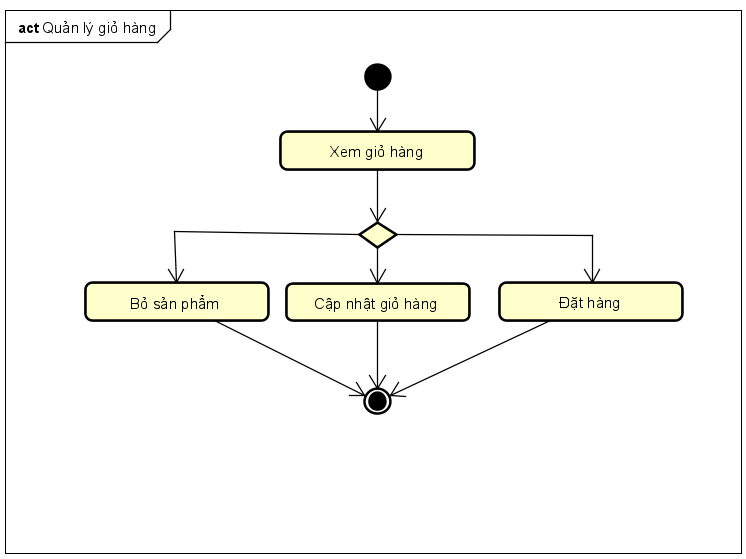 act Quản lý giỏ hàng
Xem giỏ hàng
Bỏ sản phẩm
Cập nhật giỏ hàng
Đặt hàng